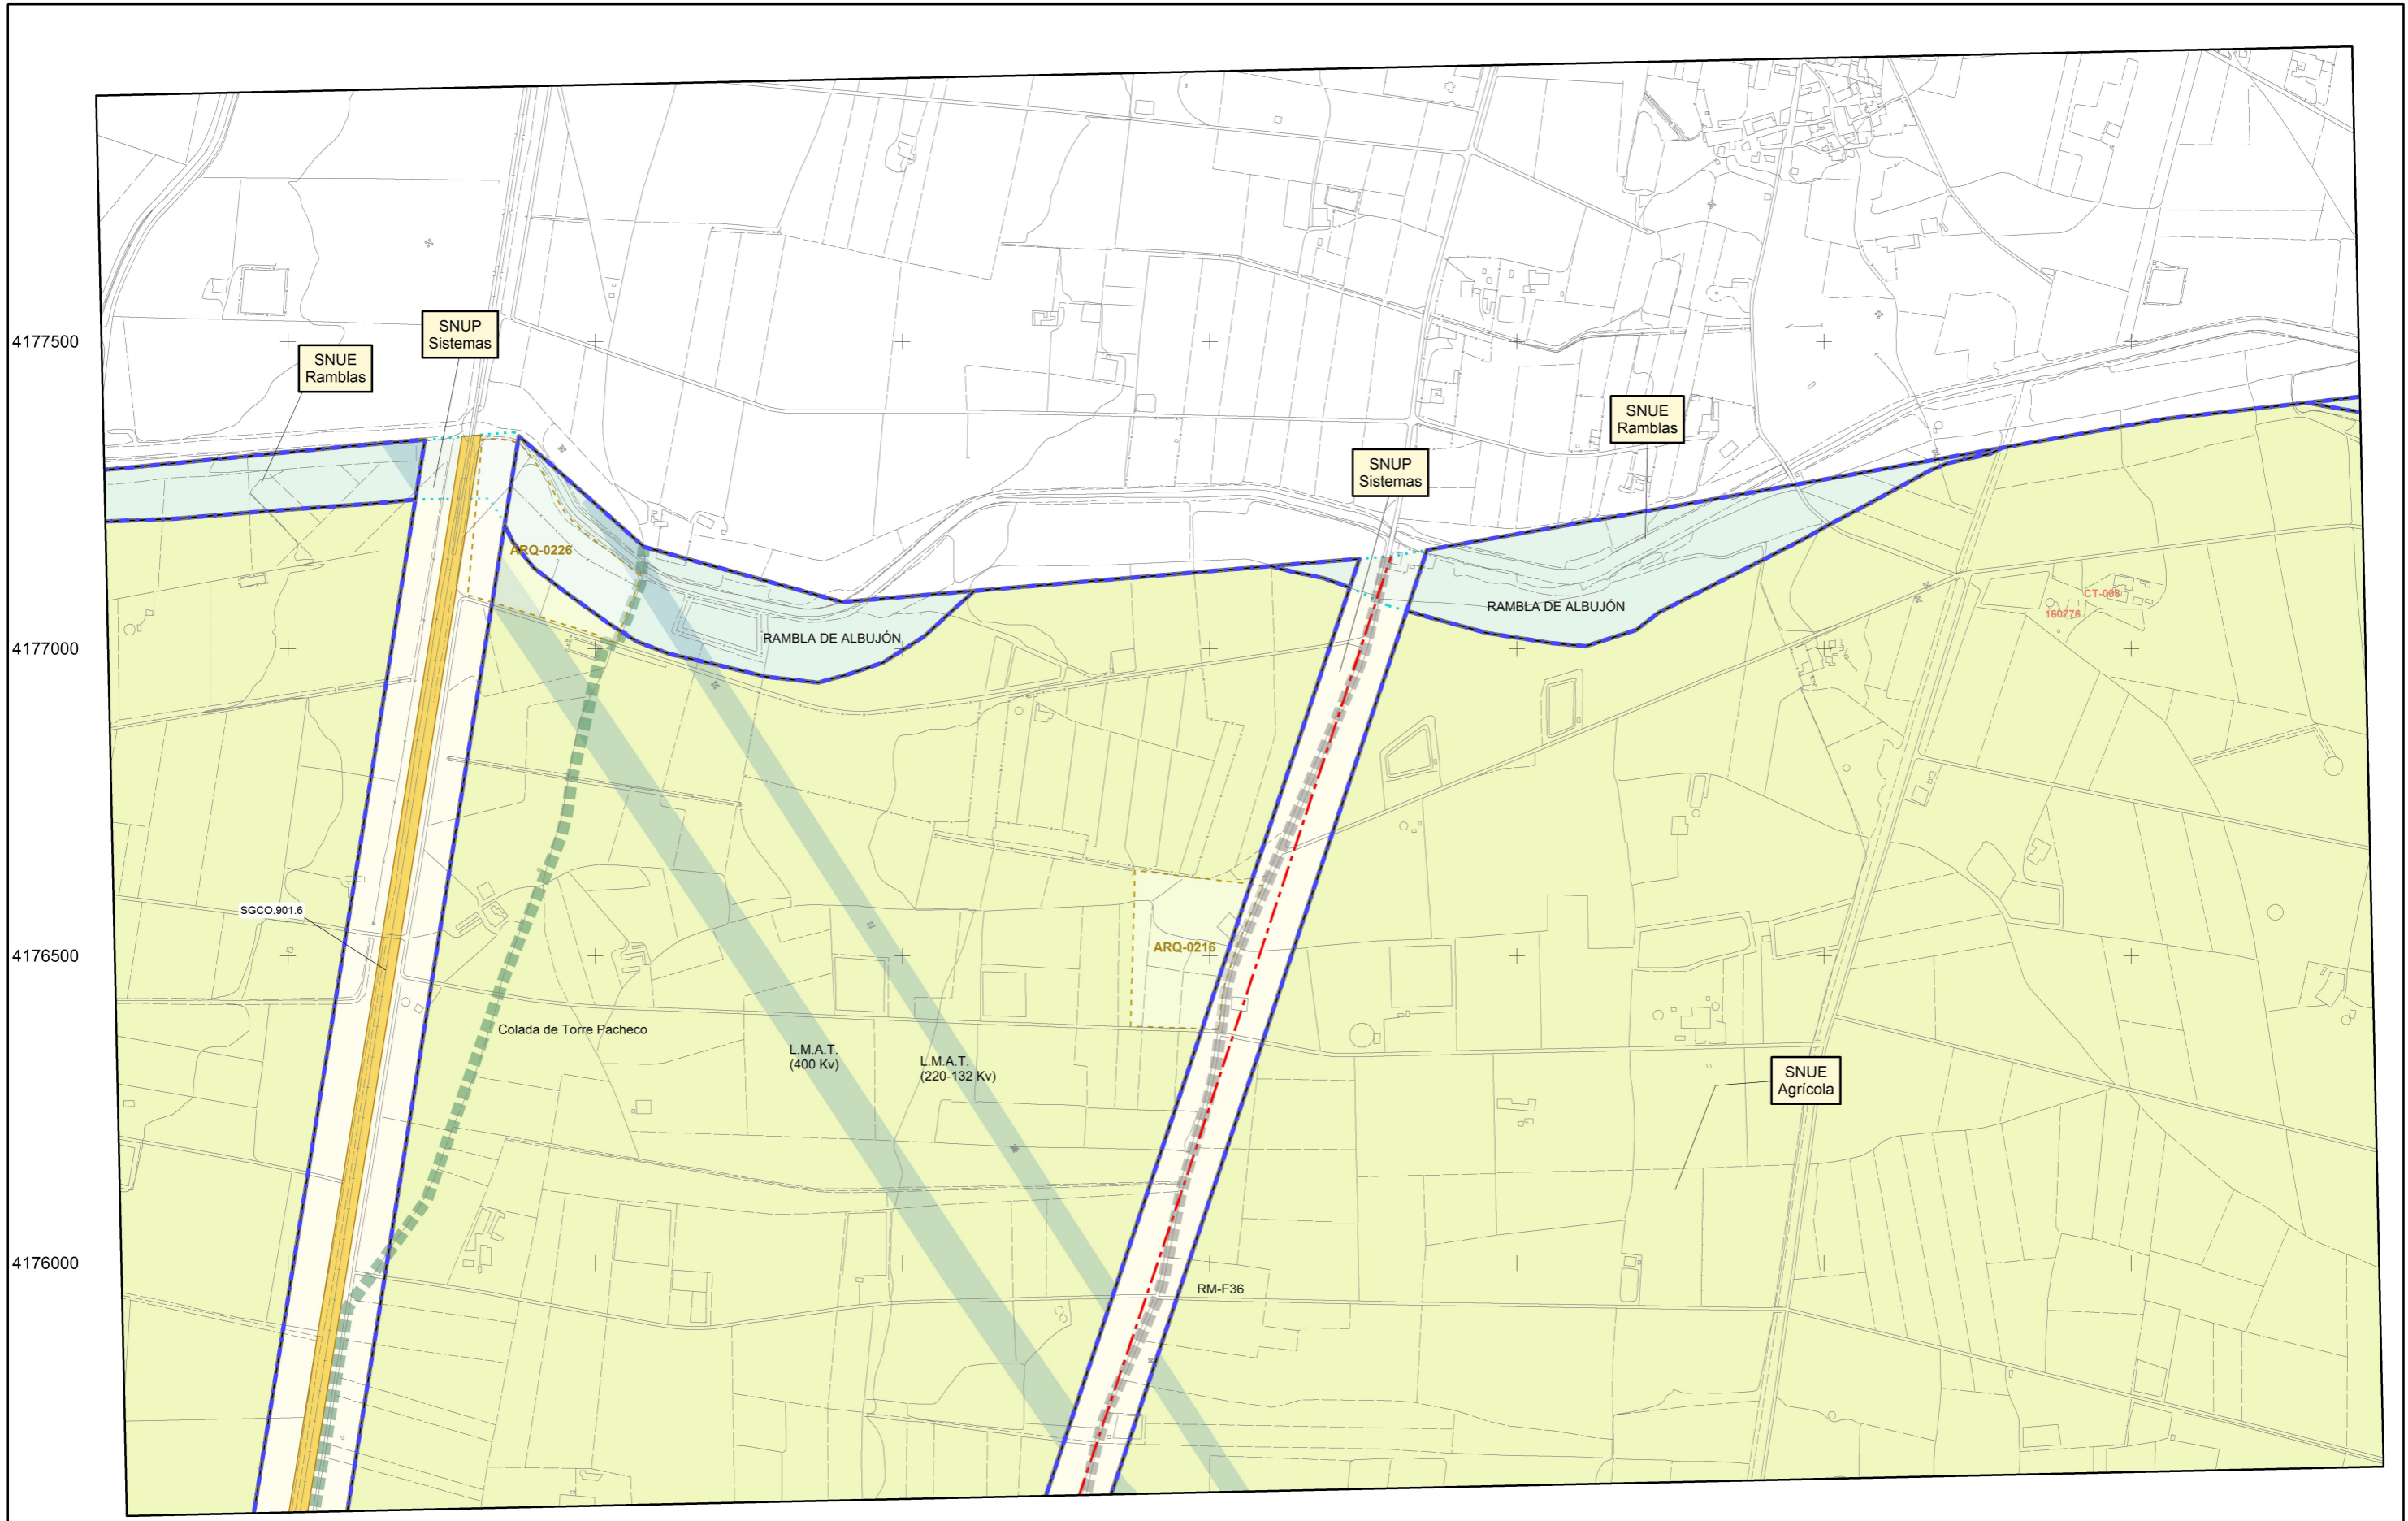 SNUP
Sistemas
4177500
SNUE
Ramblas
SNUE
Ramblas
SNUP
Sistemas
ARQ-0226
CT-008
RAMBLA DE ALBUJÓN
160776
RAMBLA DE ALBUJÓN
4177000
SGCO.901.6
ARQ-0216
4176500
Colada de Torre Pacheco
L.M.A.T.
(400 Kv)
L.M.A.T.
(220-132 Kv)
SNUE
Agrícola
4176000
RM-F36